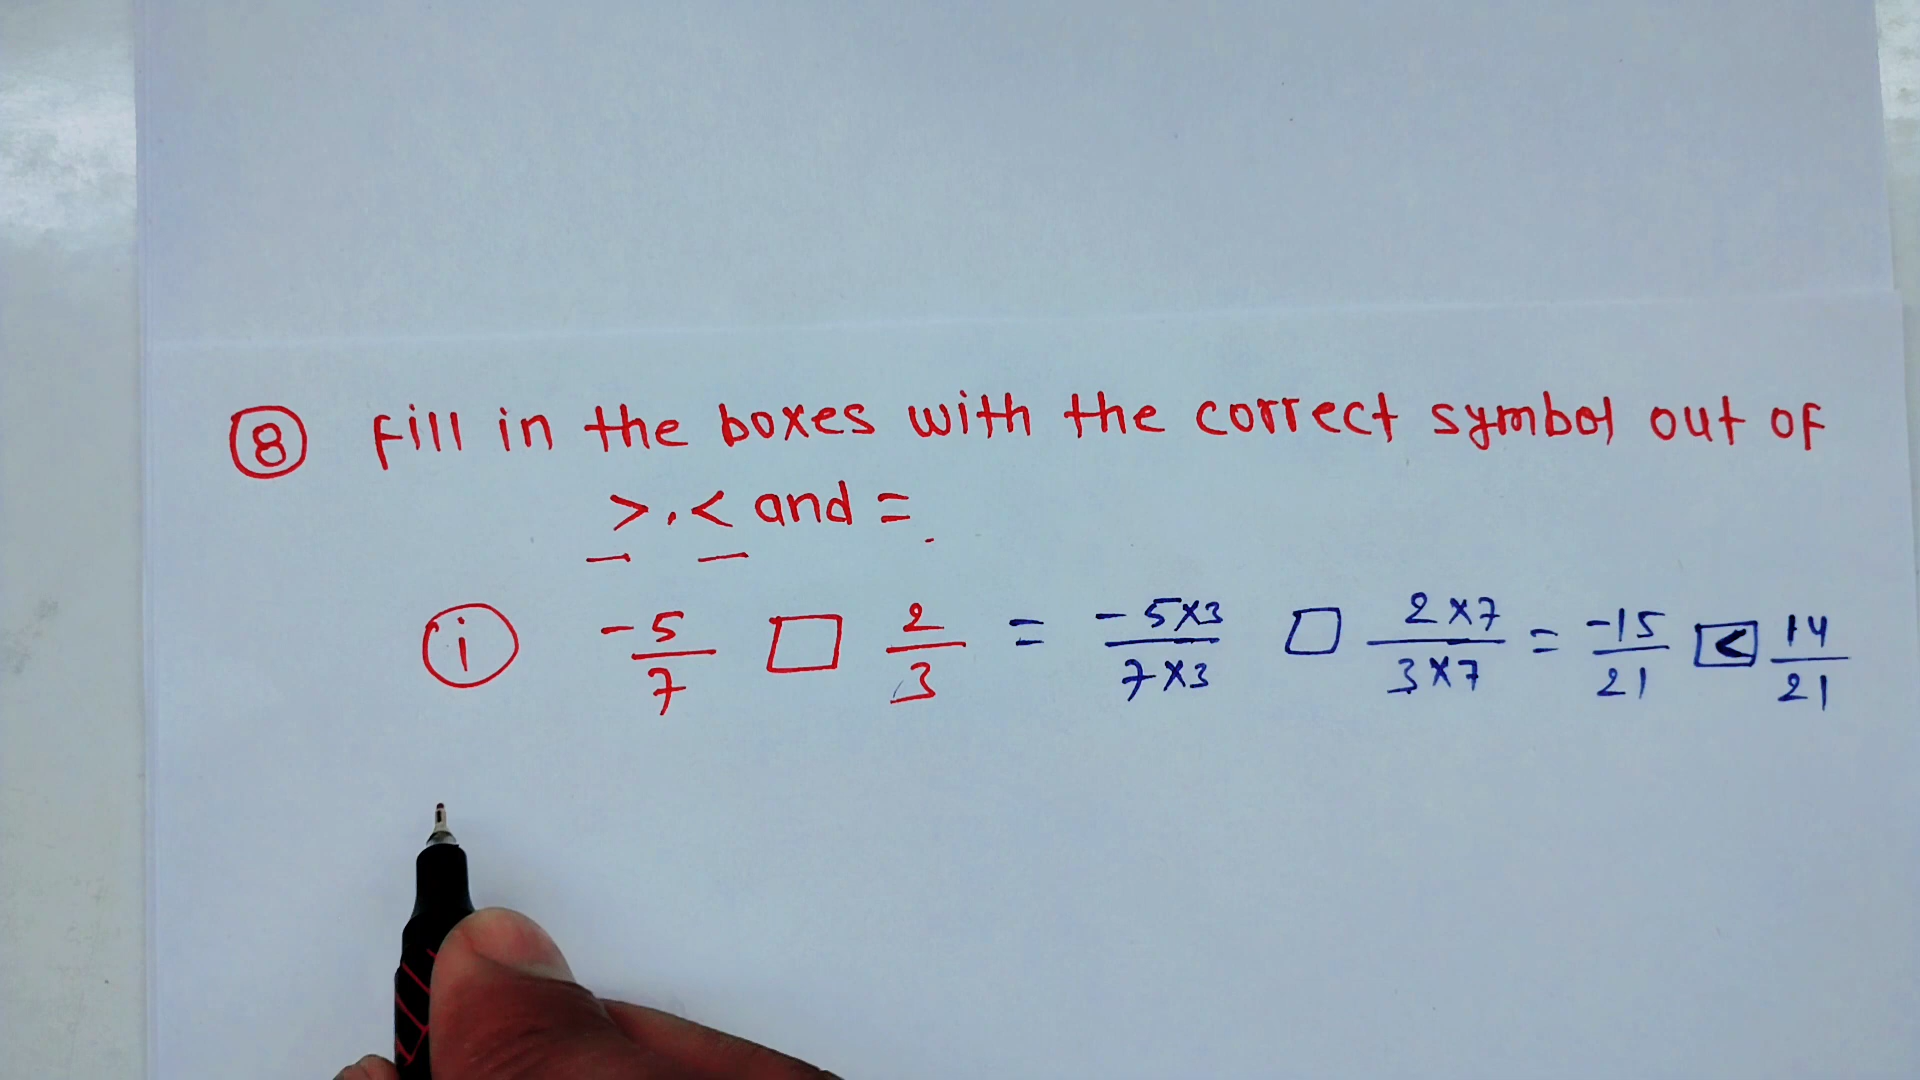 ⑧ Fill in the boxes with the correct symbol out of
>, < and =.
ⓘ -5/7 □ 2/3 = -5×3/7×3 □ 2×7/3×7 = -15/21 < 14/21